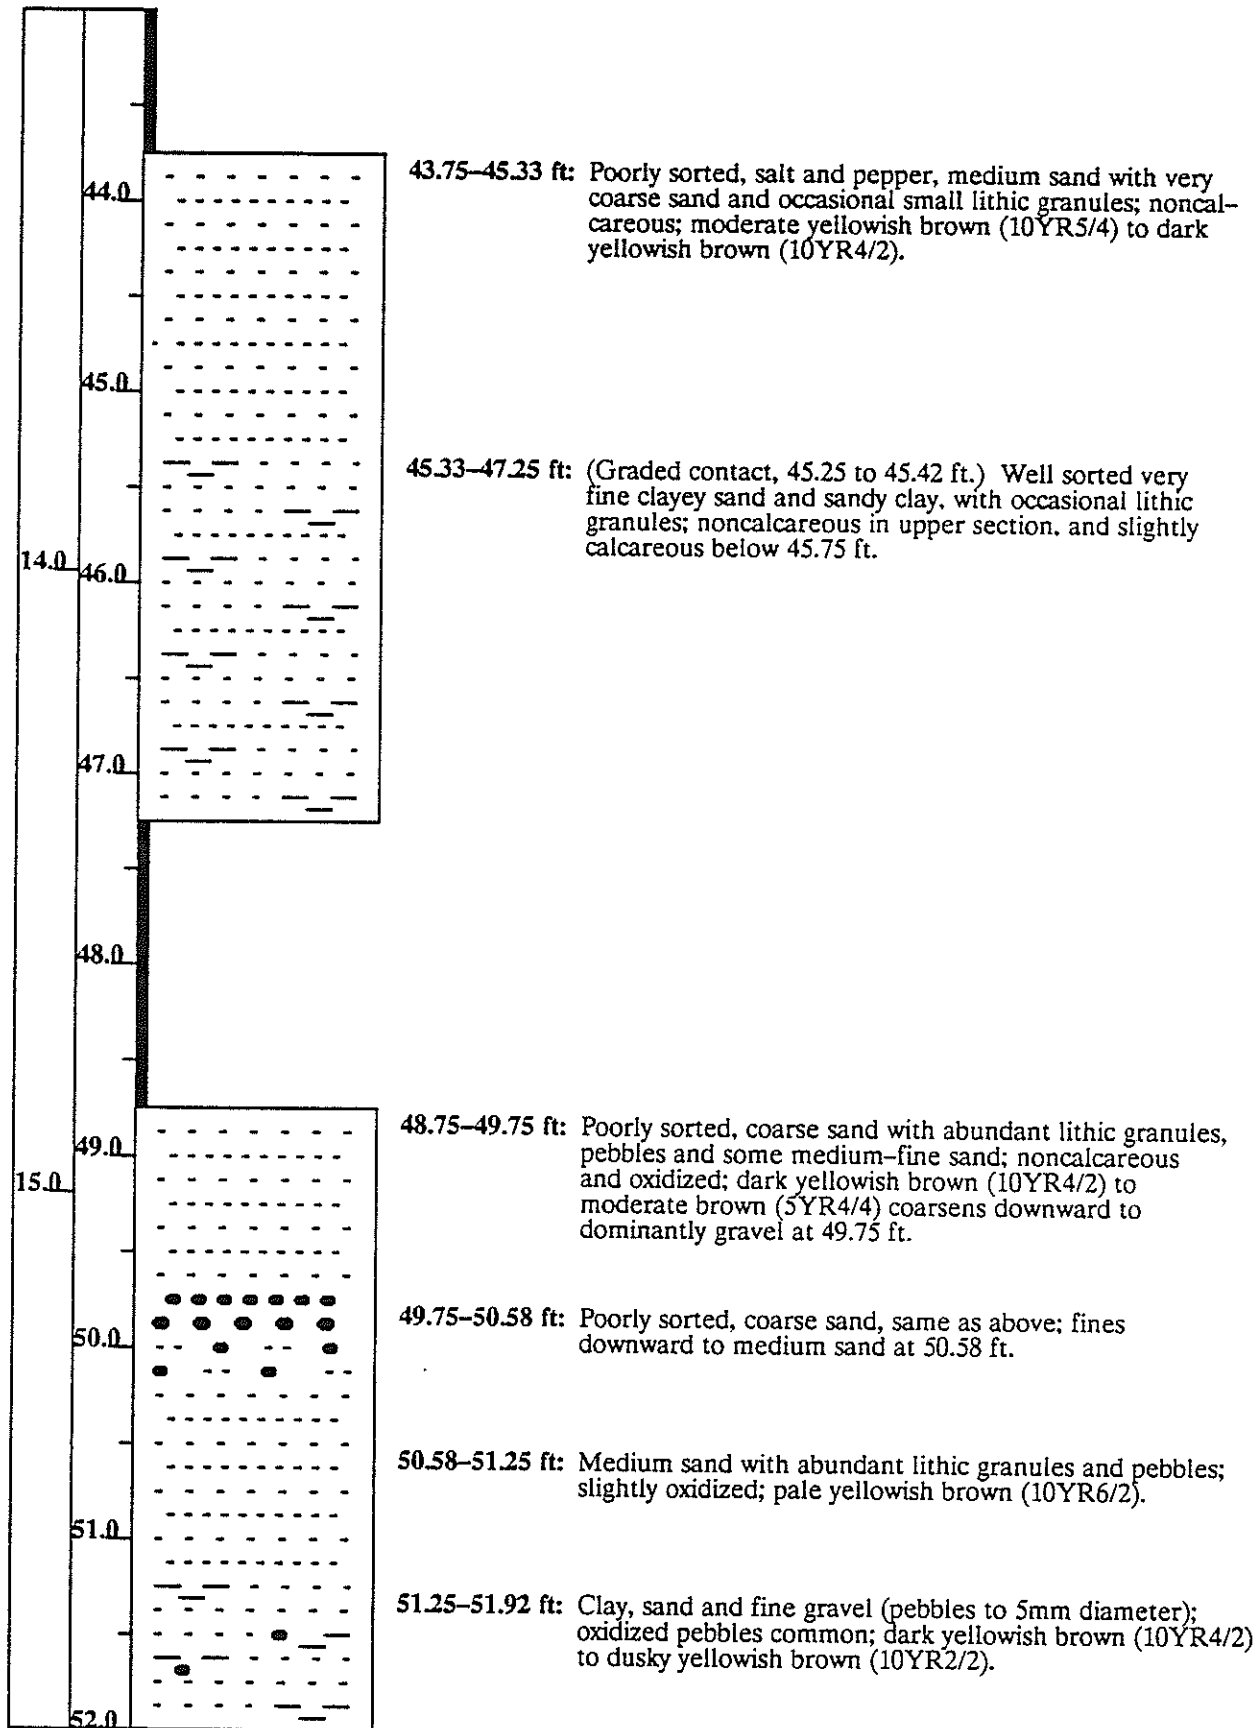 43.75–45.33 ft: Poorly sorted, salt and pepper, medium sand with very
coarse sand and occasional small lithic granules; noncal-
careous; moderate yellowish brown (10YR5/4) to dark
yellowish brown (10YR4/2).
44.0
45.0
45.33–47.25 ft: (Graded contact, 45.25 to 45.42 ft.) Well sorted very
fine clayey sand and sandy clay, with occasional lithic
granules; noncalcareous in upper section, and slightly
calcareous below 45.75 ft.
14.0
46.0
47.0
48.0
48.75–49.75 ft: Poorly sorted, coarse sand with abundant lithic granules,
pebbles and some medium–fine sand; noncalcareous
and oxidized; dark yellowish brown (10YR4/2) to
moderate brown (5YR4/4) coarsens downward to
dominantly gravel at 49.75 ft.
49.0
15.0
49.75–50.58 ft: Poorly sorted, coarse sand, same as above; fines
downward to medium sand at 50.58 ft.
50.0
50.58–51.25 ft: Medium sand with abundant lithic granules and pebbles;
slightly oxidized; pale yellowish brown (10YR6/2).
51.0
51.25–51.92 ft: Clay, sand and fine gravel (pebbles to 5mm diameter);
oxidized pebbles common; dark yellowish brown (10YR4/2)
to dusky yellowish brown (10YR2/2).
52.0